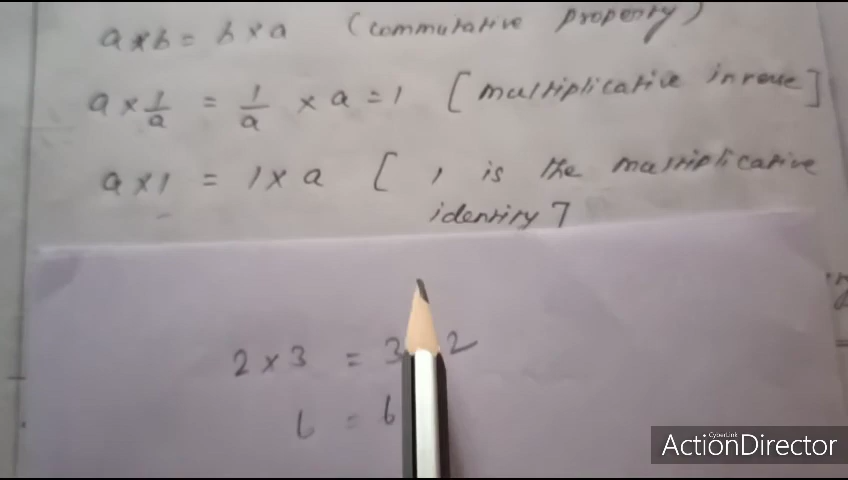 a × b = b × a (commutative property)
a × 1/a = 1/a × a = 1 [multiplicative inverse]
a × 1 = 1 × a [ 1 is the multiplicative
identity ]
2 × 3 = 3 2
6 = 6
CyberLink
ActionDirector